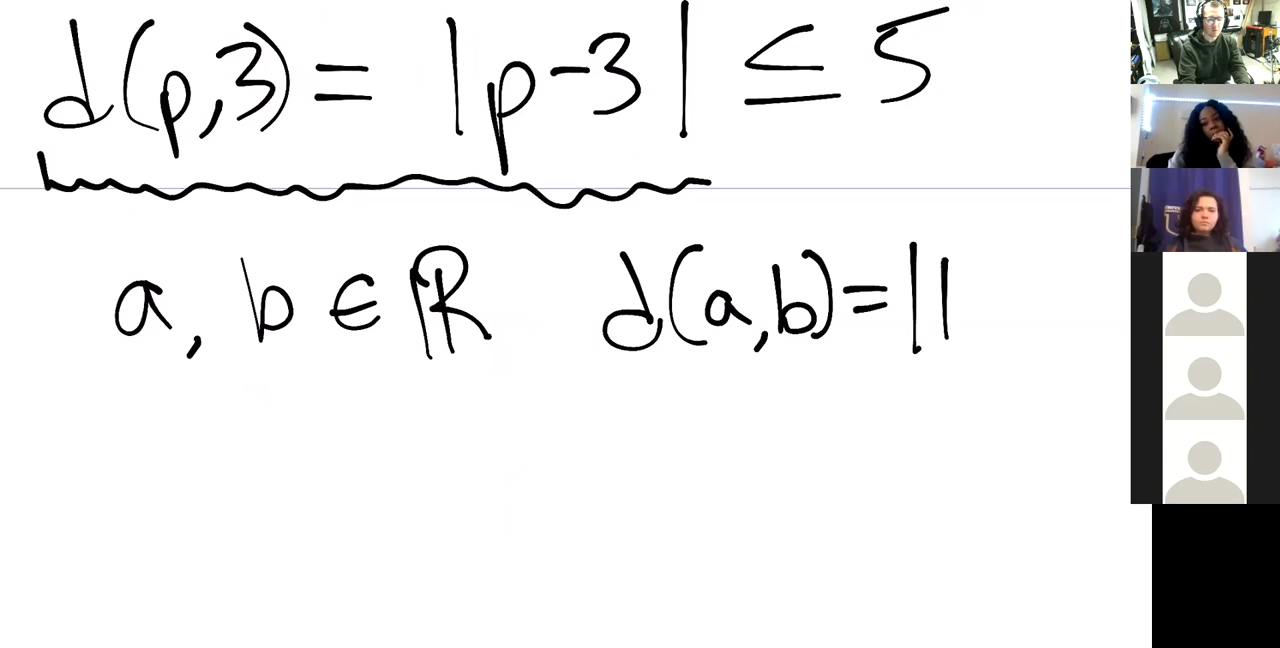 d(p,3) = |p-3| ≤ 5
a, b ∈ ℝ d(a,b) = ||